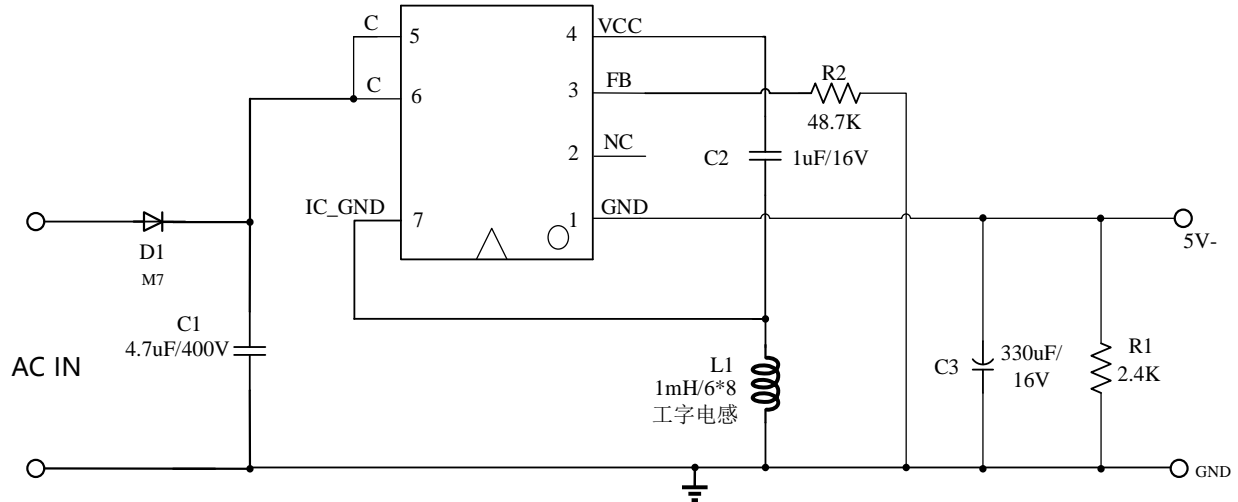 C
5
4
VCC
C
6
3
FB
R2
48.7K
2
NC
C2
1uF/16V
IC_GND
7
1
GND
5V-
D1
M7
C1
4.7uF/400V
AC IN
L1
1mH/6*8
工字电感
C3
330uF/
16V
R1
2.4K
GND